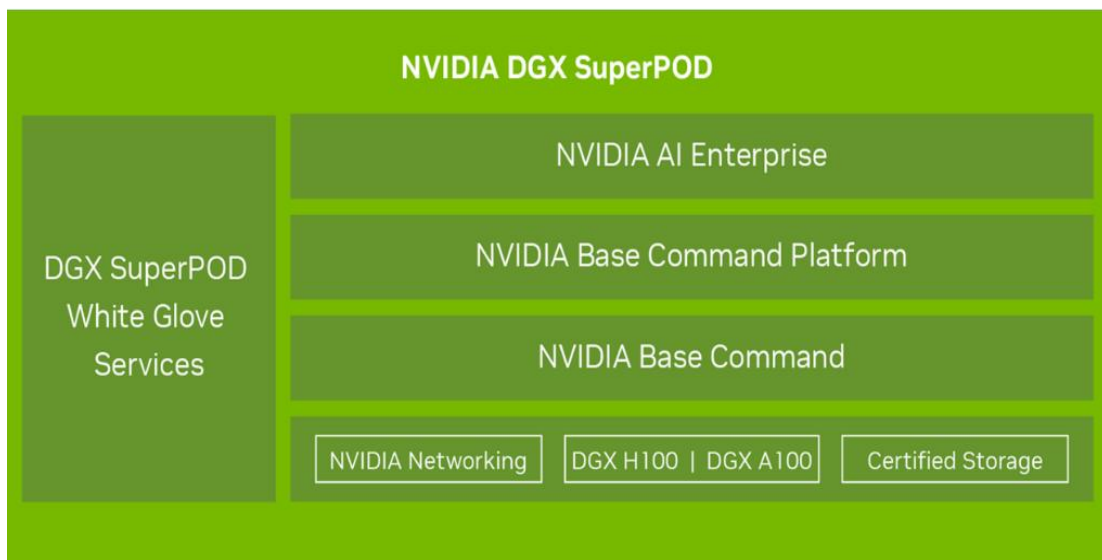 NVIDIA DGX SuperPOD
DGX SuperPOD
White Glove
Services
NVIDIA AI Enterprise
NVIDIA Base Command Platform
NVIDIA Base Command
NVIDIA Networking
DGX H100 | DGX A100
Certified Storage